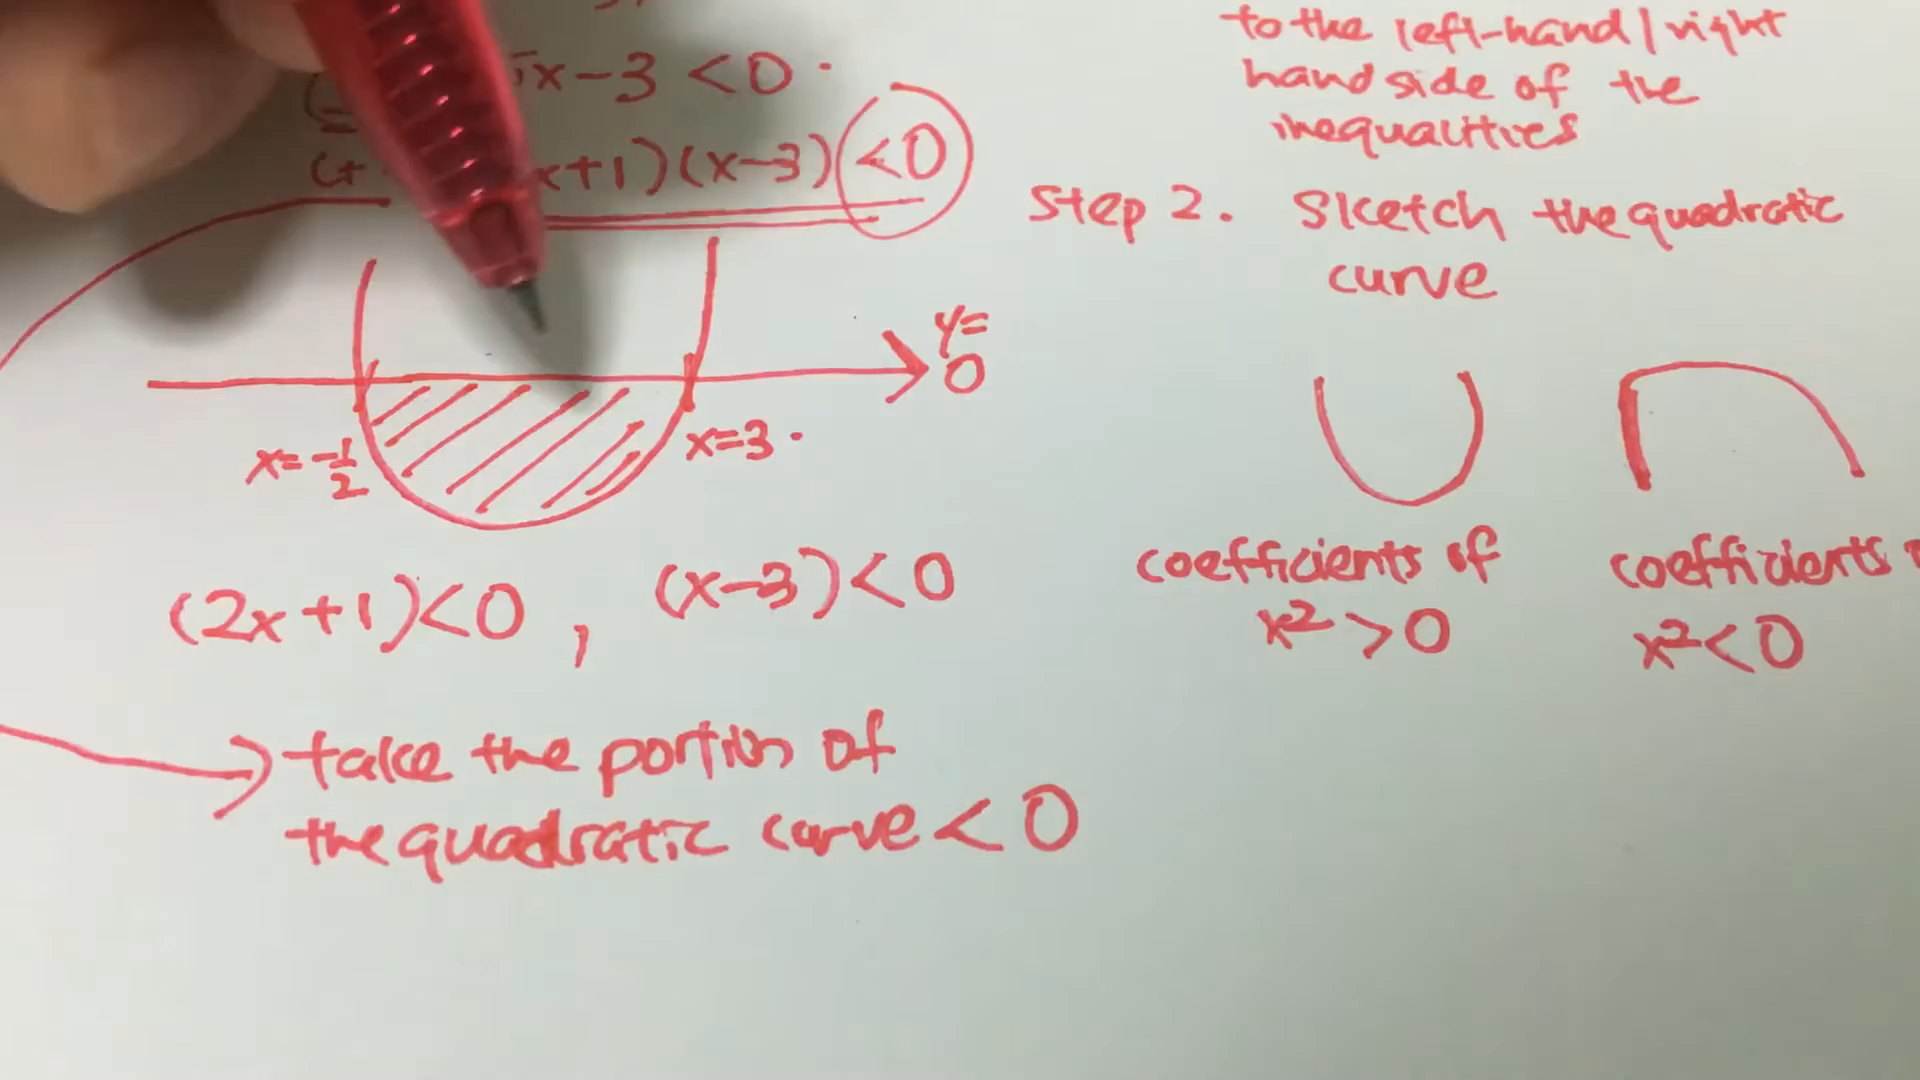 x-3 <0.
x+1)(x-3) <0
y=
0
x=-1/2
x=3.
(2x+1)<0, (x-3)<0
take the portion of
the quadratic curve < 0
to the left-hand/right
hand side of the
inequalities
Step 2. Sketch the quadratic
curve
coefficients of
x² >0
coefficients
x²<0